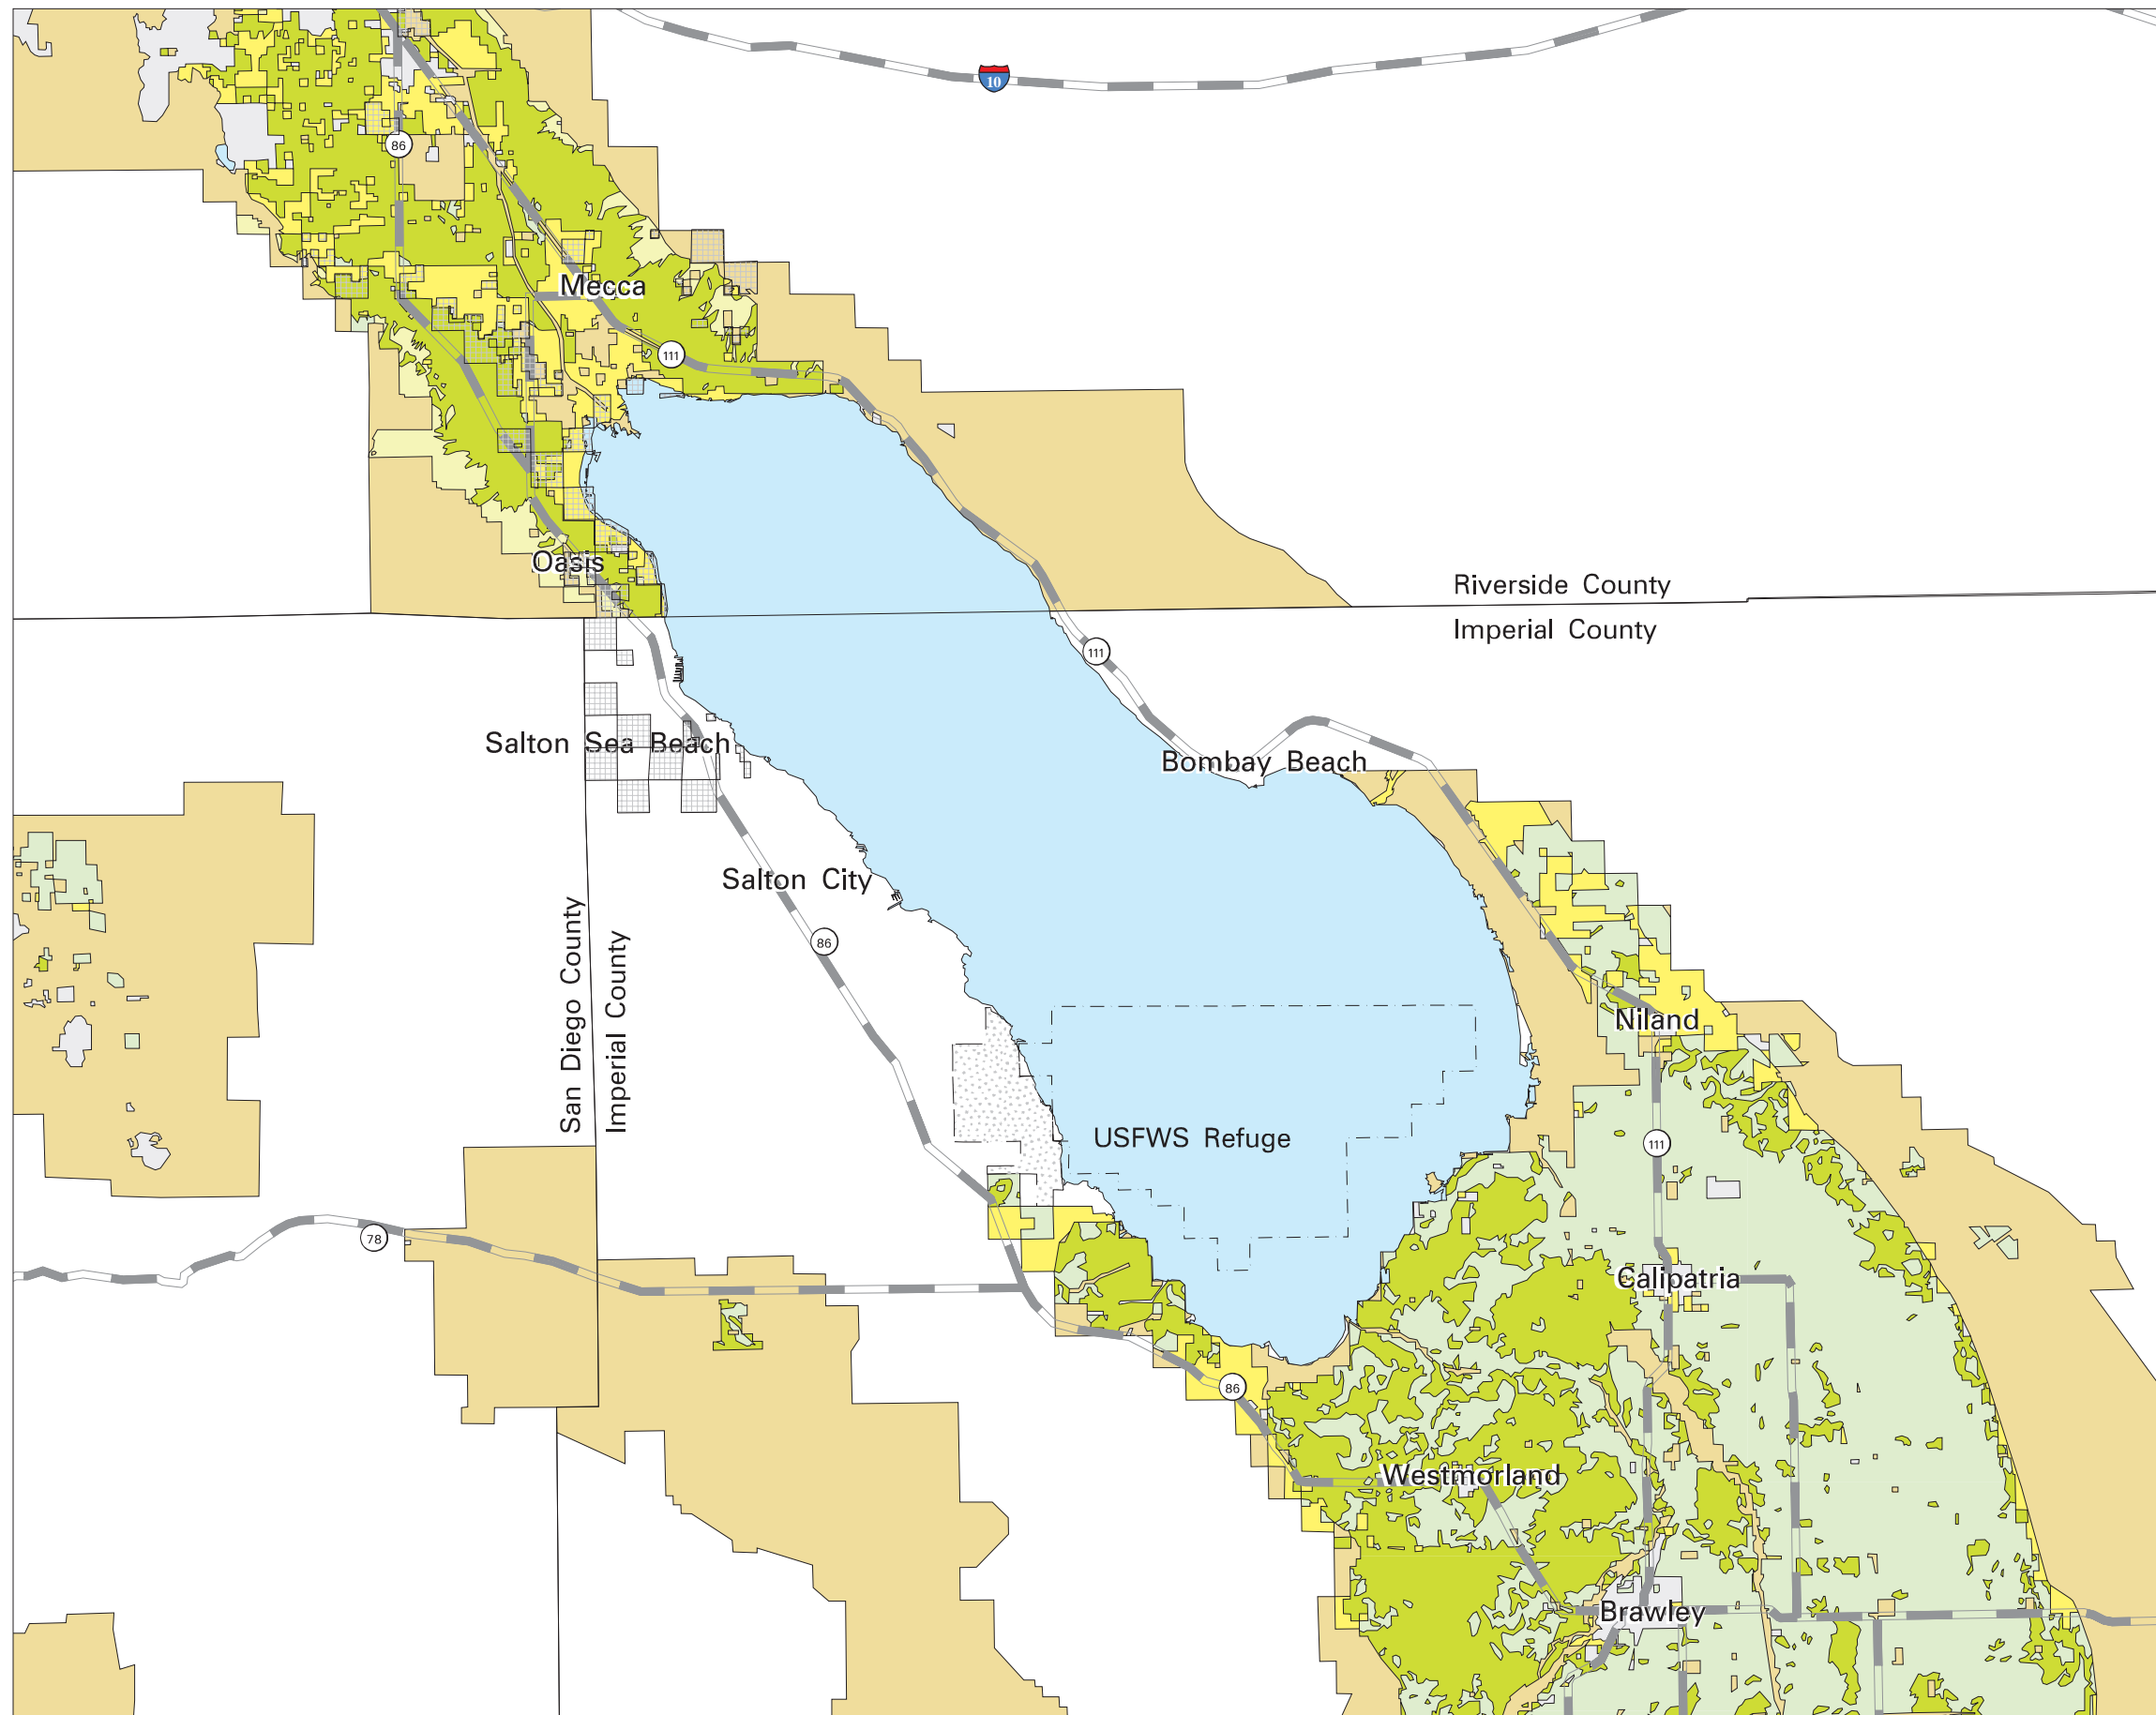 10
86
Mecca
111
Oasis
Riverside County
Imperial County
111
Salton Sea Beach
Bombay Beach
Salton City
86
San Diego County
Imperial County
Niland
USFWS Refuge
111
78
Calipatria
86
Westmorland
Brawley